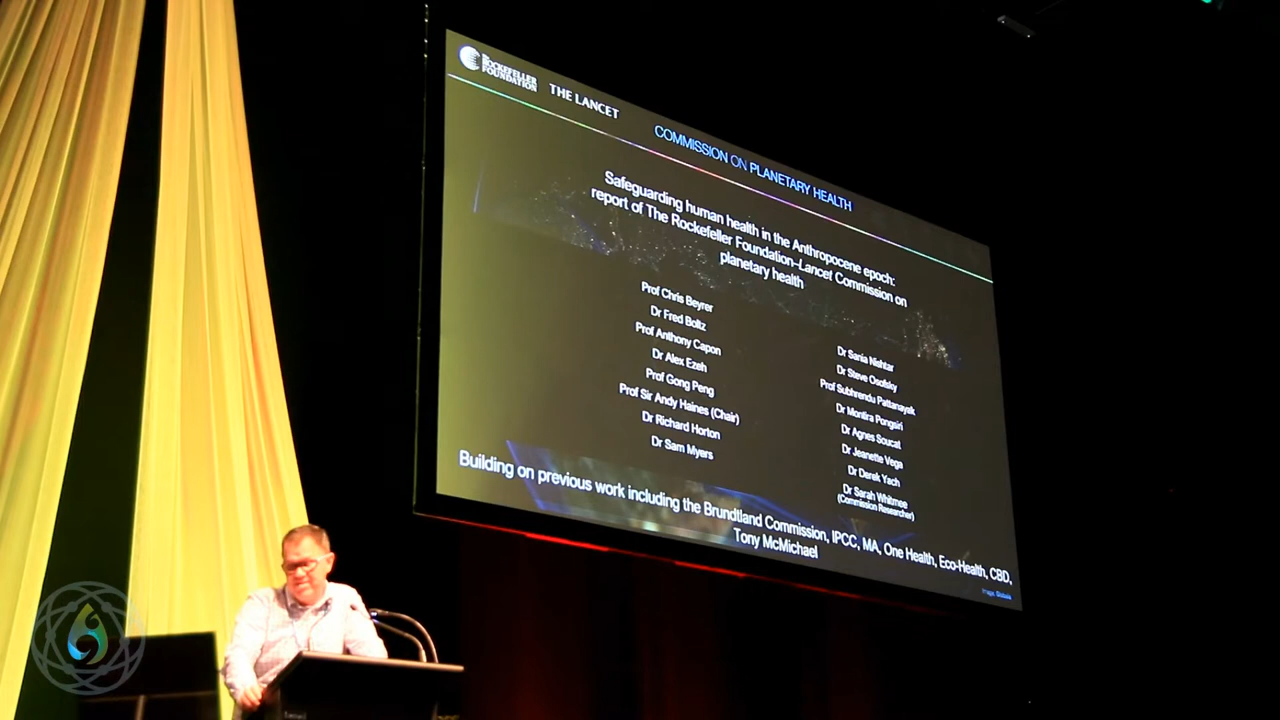 THE
ROCKEFELLER
FOUNDATION
THE LANCET
COMMISSION ON PLANETARY HEALTH
Safeguarding human health in the Anthropocene epoch:
report of The Rockefeller Foundation–Lancet Commission on
planetary health
Prof Chris Beyrer
Dr Fred Boltz
Prof Anthony Capon
Dr Alex Ezeh
Prof Gong Peng
Prof Sir Andy Haines (Chair)
Dr Richard Horton
Dr Sam Myers
Dr Sania Nishtar
Dr Steve Osofsky
Prof Subhrendu Pattanayak
Dr Montira Pongsiri
Dr Agnes Soucat
Dr Jeanette Vega
Dr Derek Yach
Dr Sarah Whitmee
(Commission Researcher)
Building on previous work including the Brundtland Commission, IPCC, MA, One Health, Eco-Health, CBD,
Tony McMichael
Image: Globaïa